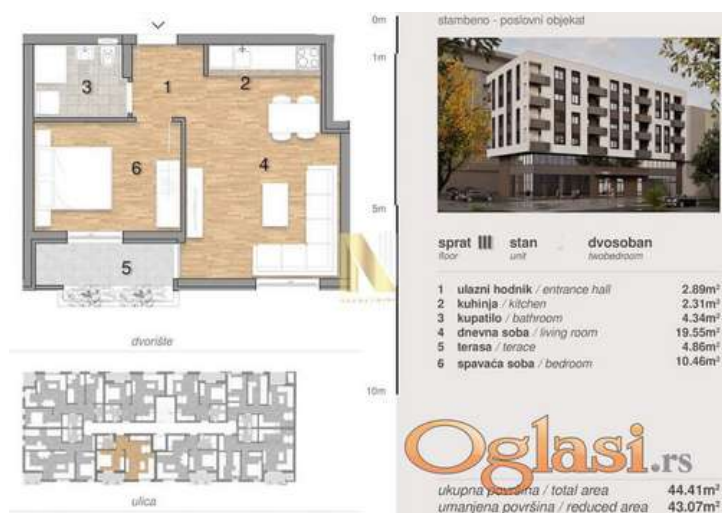 0m
1m
5m
10m
1
2
3
4
5
6
dvorište
ulica
stambeno - poslovni objekat
sprat III stan dvosoban
floor unit twobedroom
1 ulazni hodnik / entrance hall 2.89m²
2 kuhinja / kitchen 2.31m²
3 kupatilo / bathroom 4.34m²
4 dnevna soba / living room 19.55m²
5 terasa / terace 4.86m²
6 spavaća soba / bedroom 10.46m²
Oglasi.rs
ukupna površina / total area 44.41m²
umanjena površina / reduced area 43.07m²